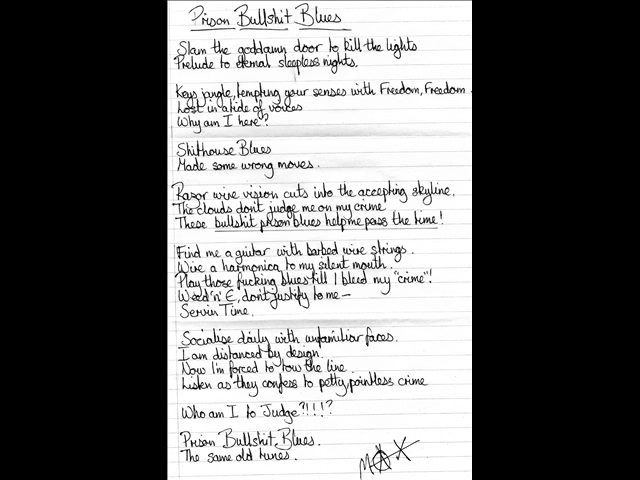 Prison Bullshit Blues
Slam the goddamn door to kill the lights
Prelude to eternal sleepless nights.
Keys jangle, tempting your senses with Freedom, Freedom.
Lost in a tide of voices
Why am I here?
Shithouse Blues
Made some wrong moves.
Razor wire vision cuts into the accepting skyline.
The clouds don't judge me on my crime
These bullshit prison blues help me pass the time!
Find me a guitar with barbed wire strings.
Wire a harmonica to my silent mouth.
Play those fucking blues till I bleed my "crime"!
Weed 'n' E, don't justify to me—
Servin Time.
Socialise daily with unfamiliar faces.
I am distanced by design.
Now I'm forced to tow the line.
Listen as they confess to petty, pointless crime
Who am I to Judge?!!!?
Prison Bullshit Blues.
The same old tunes.
MAX